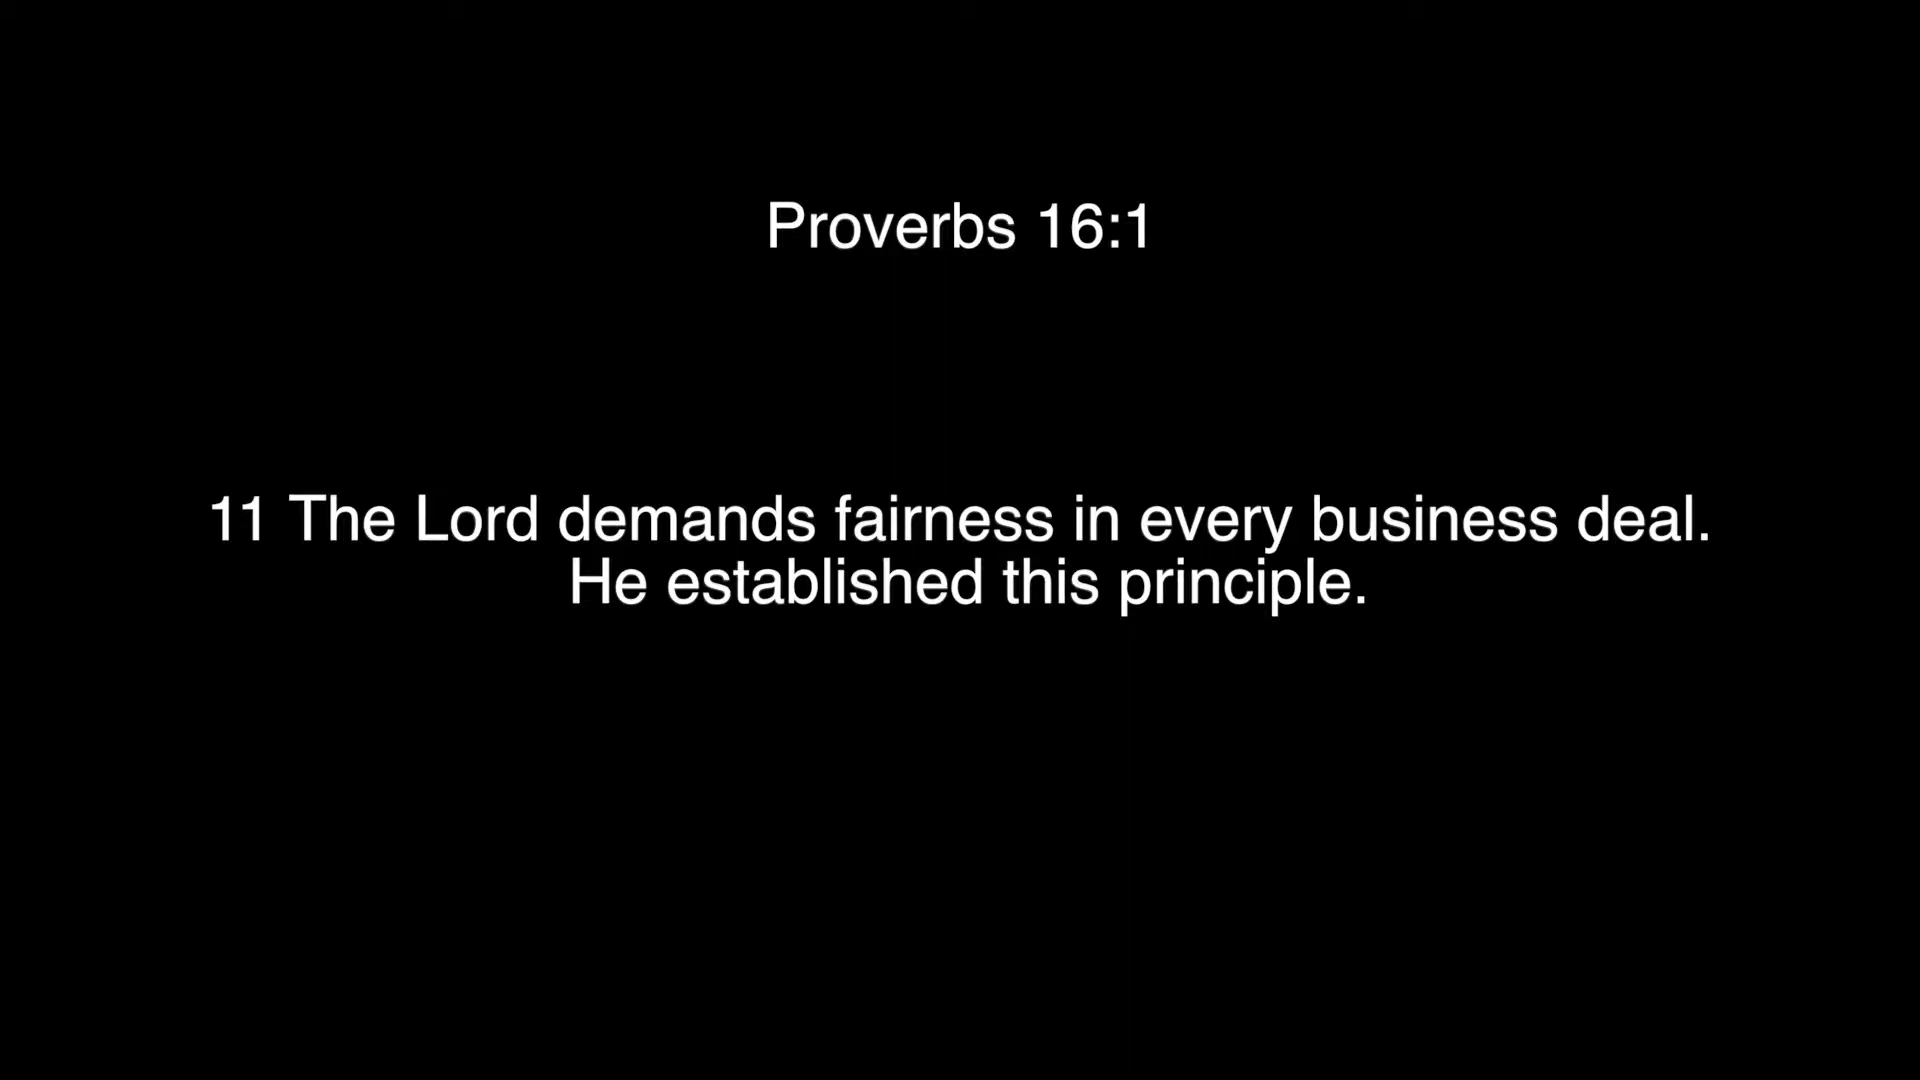 Proverbs 16:1
11 The Lord demands fairness in every business deal.
He established this principle.